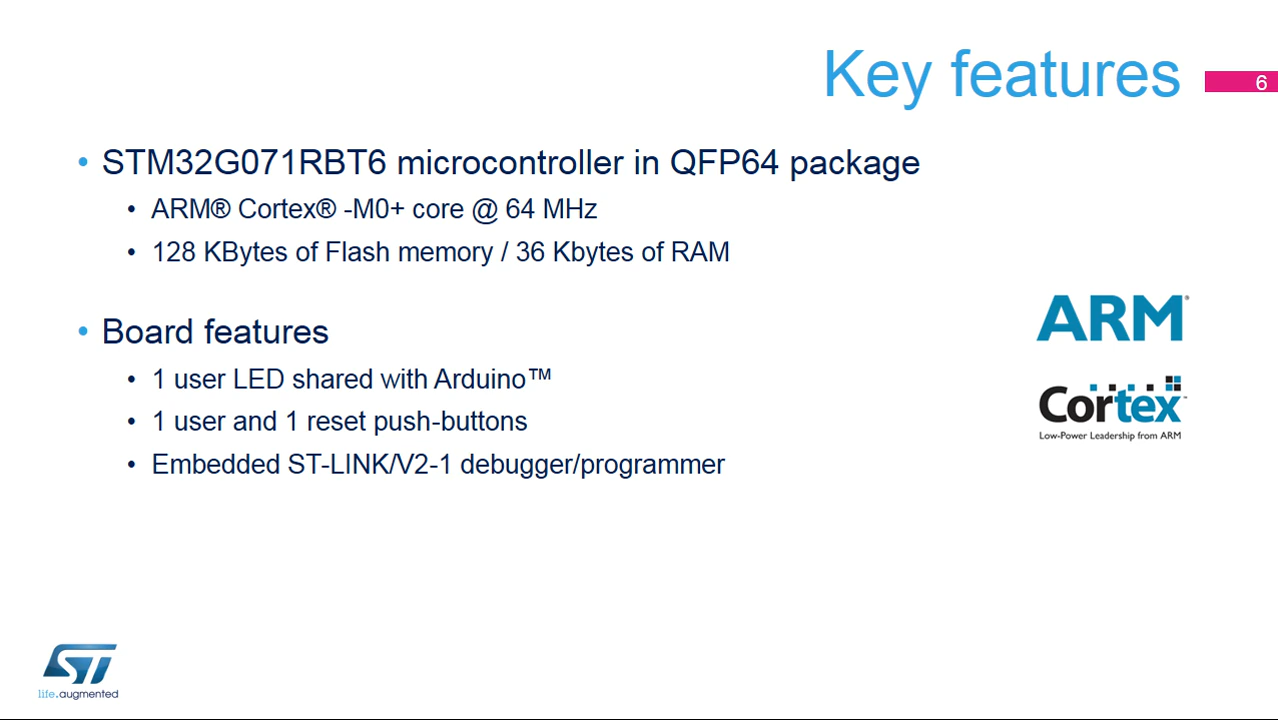 Key features
6
• STM32G071RBT6 microcontroller in QFP64 package
• ARM® Cortex® -M0+ core @ 64 MHz
• 128 KBytes of Flash memory / 36 Kbytes of RAM
• Board features
• 1 user LED shared with Arduino™
• 1 user and 1 reset push-buttons
• Embedded ST-LINK/V2-1 debugger/programmer
ARM®
Cortex™
Low-Power Leadership from ARM
ST
life.augmented